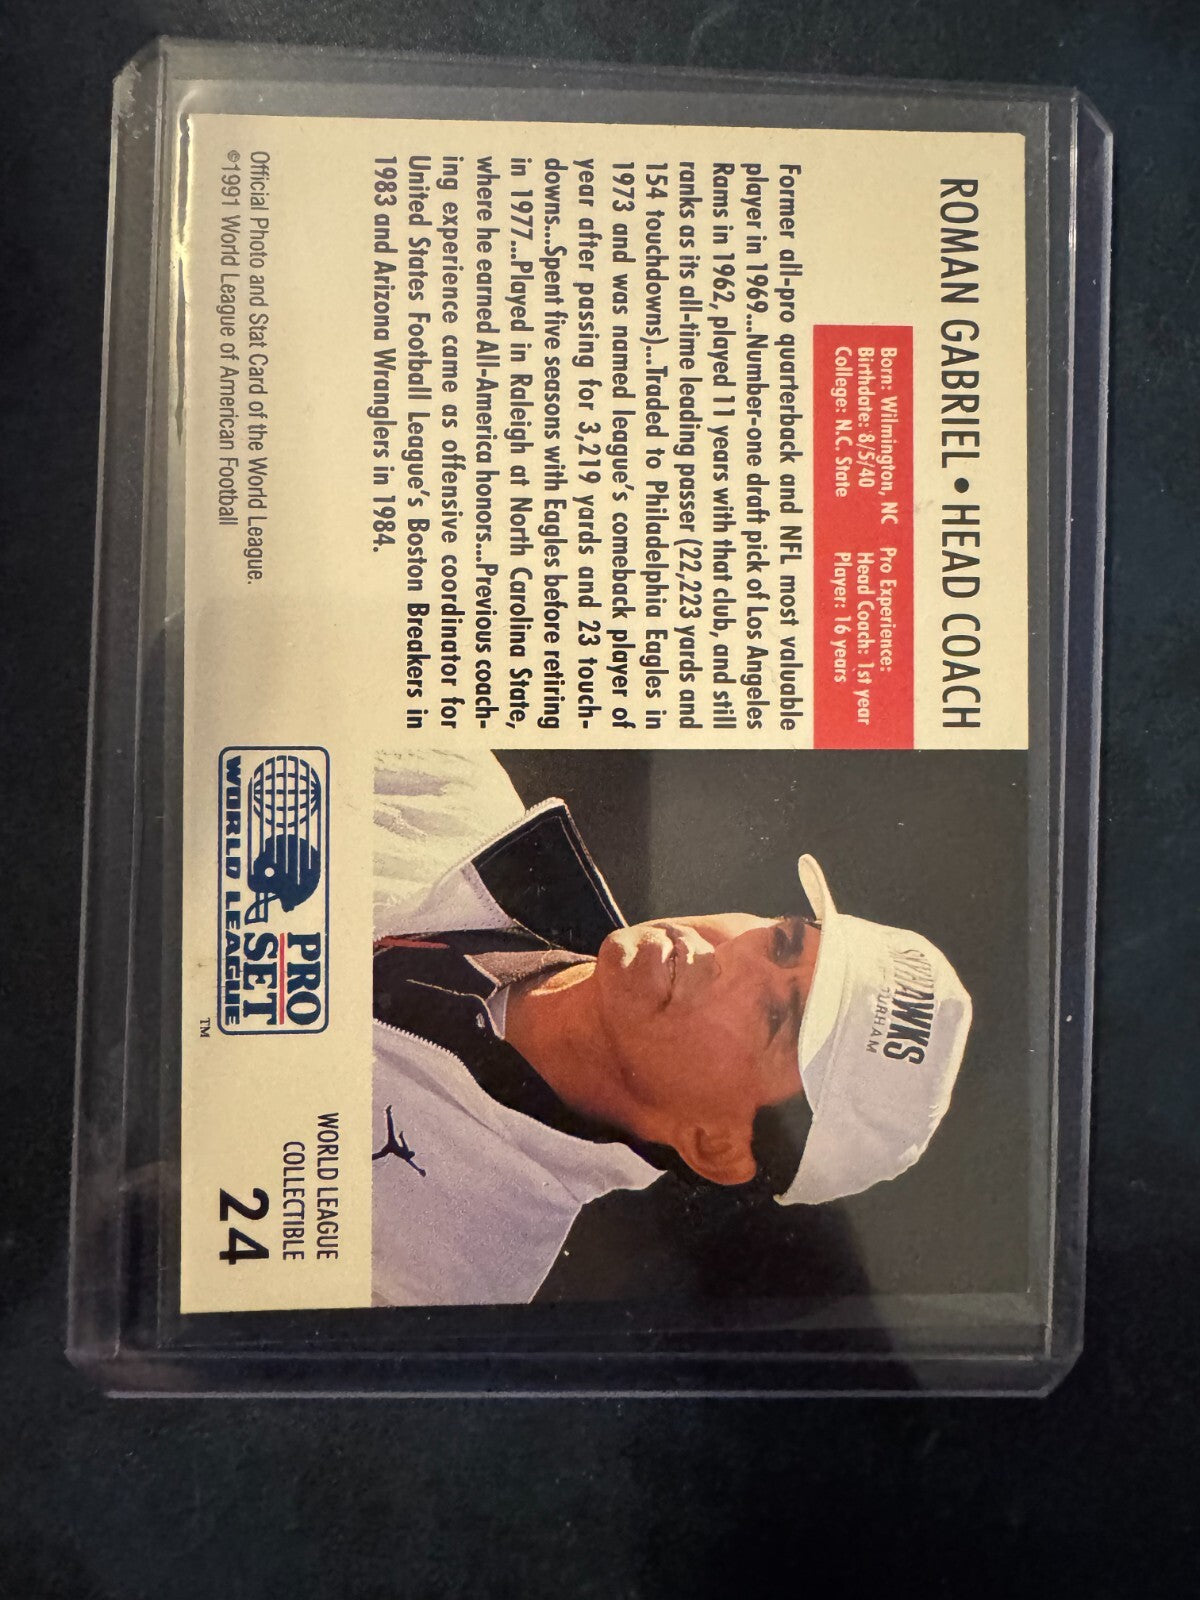 ROMAN GABRIEL • HEAD COACH
Born: Wilmington, NC
Birthdate: 8/5/40
College: N.C. State
Pro Experience:
Head Coach: 1st year
Player: 16 years
Former all-pro quarterback and NFL most valuable
player in 1969...Number-one draft pick of Los Angeles
Rams in 1962, played 11 years with that club, and still
ranks as its all-time leading passer (22,223 yards and
154 touchdowns)...Traded to Philadelphia Eagles in
1973 and was named league's comeback player of
year after passing for 3,219 yards and 23 touch-
downs...Spent five seasons with Eagles before retiring
in 1977...Played in Raleigh at North Carolina State,
where he earned All-America honors...Previous coach-
ing experience came as offensive coordinator for
United States Football League's Boston Breakers in
1983 and Arizona Wranglers in 1984.
Official Photo and Stat Card of the World League.
©1991 World League of American Football
SKYHAWKS
DURHAM
PRO
SET
WORLD LEAGUE
TM
WORLD LEAGUE
COLLECTIBLE
24